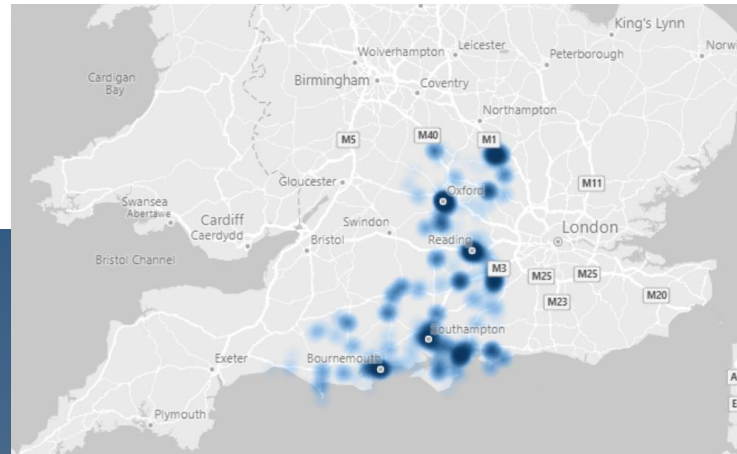 King's Lynn
Wolverhampton
Leicester
Peterborough
Norw
Cardigan
Bay
Birmingham
Coventry
Northampton
M5
M40
M1
Gloucester
Oxford
M11
Swansea
Abertawe
Cardiff
Caerdydd
Swindon
London
Bristol
Reading
Bristol Channel
M3
M25
M25
M23
M20
Southampton
Exeter
Bournemouth
Plymouth
A
E